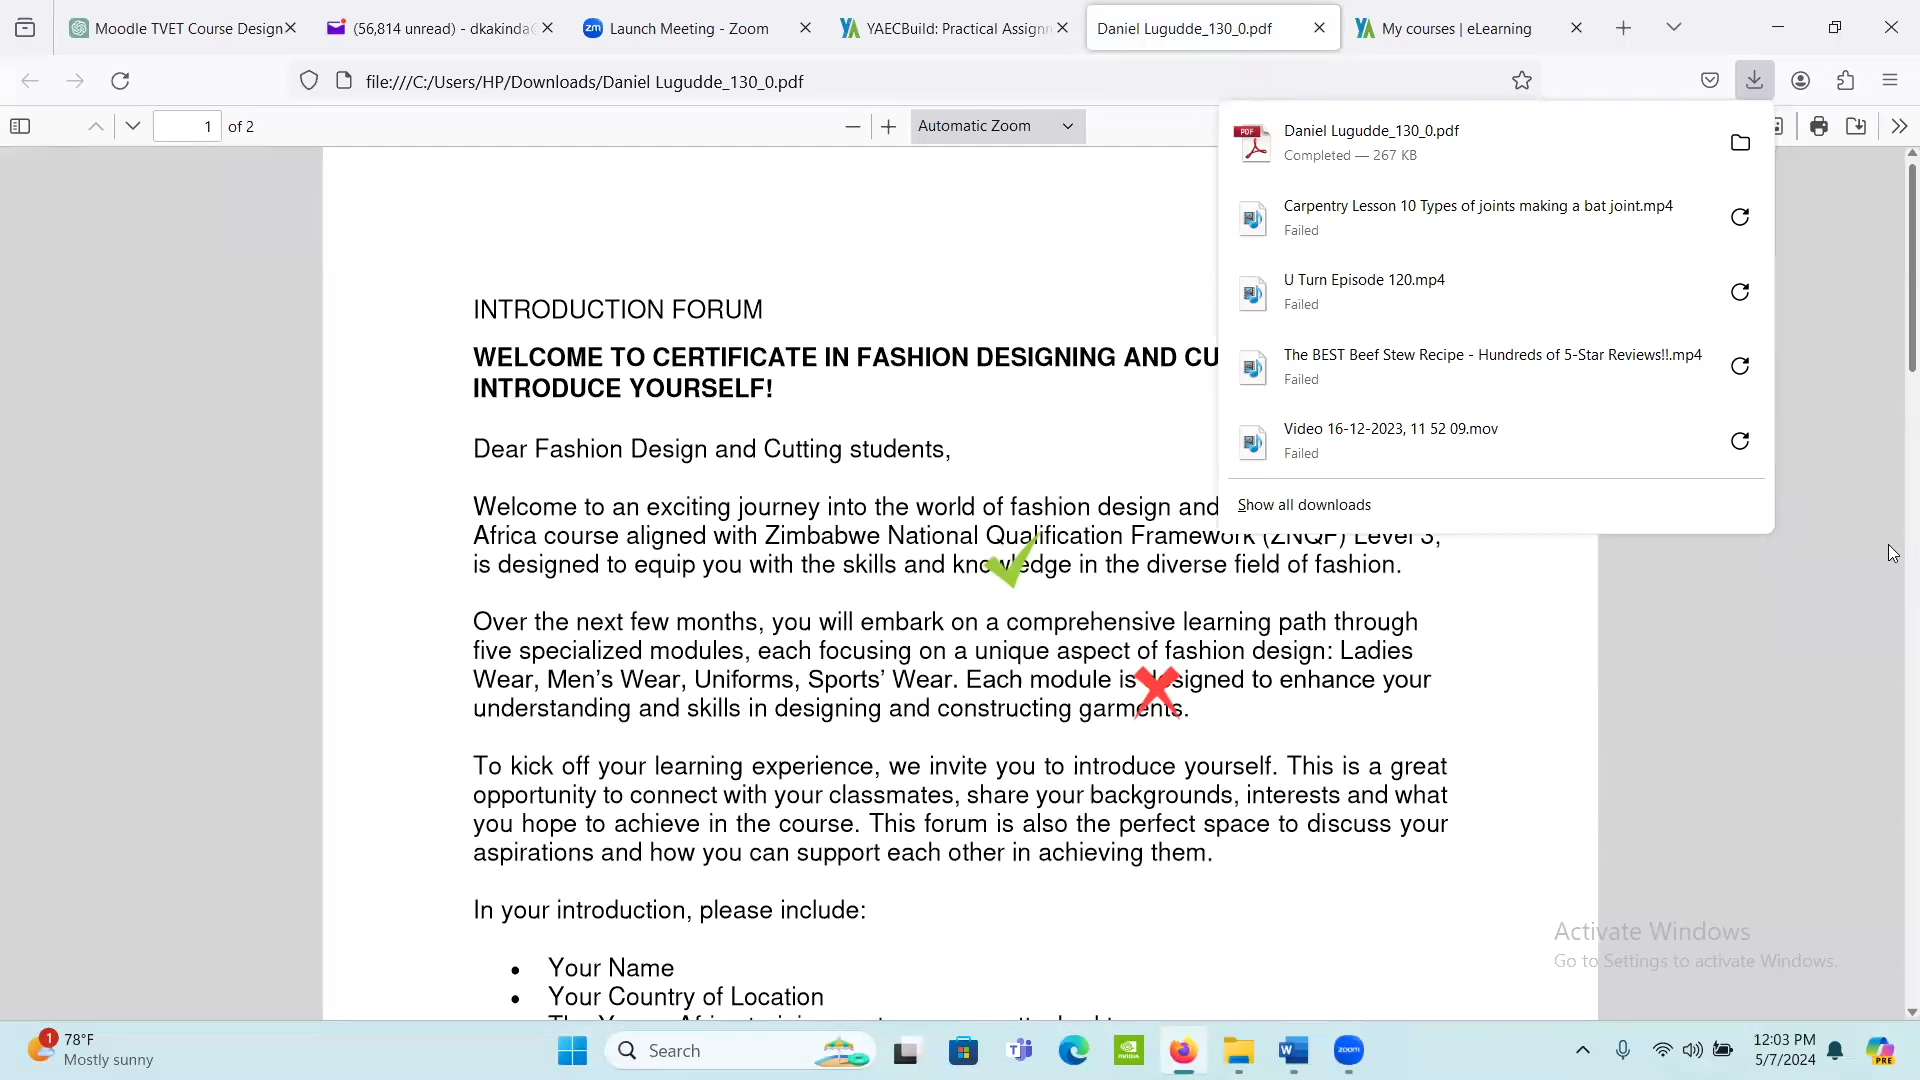 Moodle TVET Course Design
(56,814 unread) - dkakinda
zm Launch Meeting - Zoom
YAECBuild: Practical Assignm
Daniel Lugudde_130_0.pdf
My courses | eLearning
file:///C:/Users/HP/Downloads/Daniel Lugudde_130_0.pdf
1 of 2
Automatic Zoom
PDF
Daniel Lugudde_130_0.pdf
Completed — 267 KB
Carpentry Lesson 10 Types of joints making a bat joint.mp4
Failed
U Turn Episode 120.mp4
Failed
The BEST Beef Stew Recipe - Hundreds of 5-Star Reviews!!.mp4
Failed
Video 16-12-2023, 11 52 09.mov
Failed
Show all downloads
INTRODUCTION FORUM
WELCOME TO CERTIFICATE IN FASHION DESIGNING AND CU
INTRODUCE YOURSELF!
Dear Fashion Design and Cutting students,
Welcome to an exciting journey into the world of fashion design and
Africa course aligned with Zimbabwe National Qualification Framework (ZNQF) Level 3,
is designed to equip you with the skills and knowledge in the diverse field of fashion.
Over the next few months, you will embark on a comprehensive learning path through
five specialized modules, each focusing on a unique aspect of fashion design: Ladies
Wear, Men’s Wear, Uniforms, Sports’ Wear. Each module is designed to enhance your
understanding and skills in designing and constructing garments.
To kick off your learning experience, we invite you to introduce yourself. This is a great
opportunity to connect with your classmates, share your backgrounds, interests and what
you hope to achieve in the course. This forum is also the perfect space to discuss your
aspirations and how you can support each other in achieving them.
In your introduction, please include:
• Your Name
• Your Country of Location
Activate Windows
Go to Settings to activate Windows.
1
78°F
Mostly sunny
Search
NVIDIA
W
zoom
12:03 PM
5/7/2024
PRE